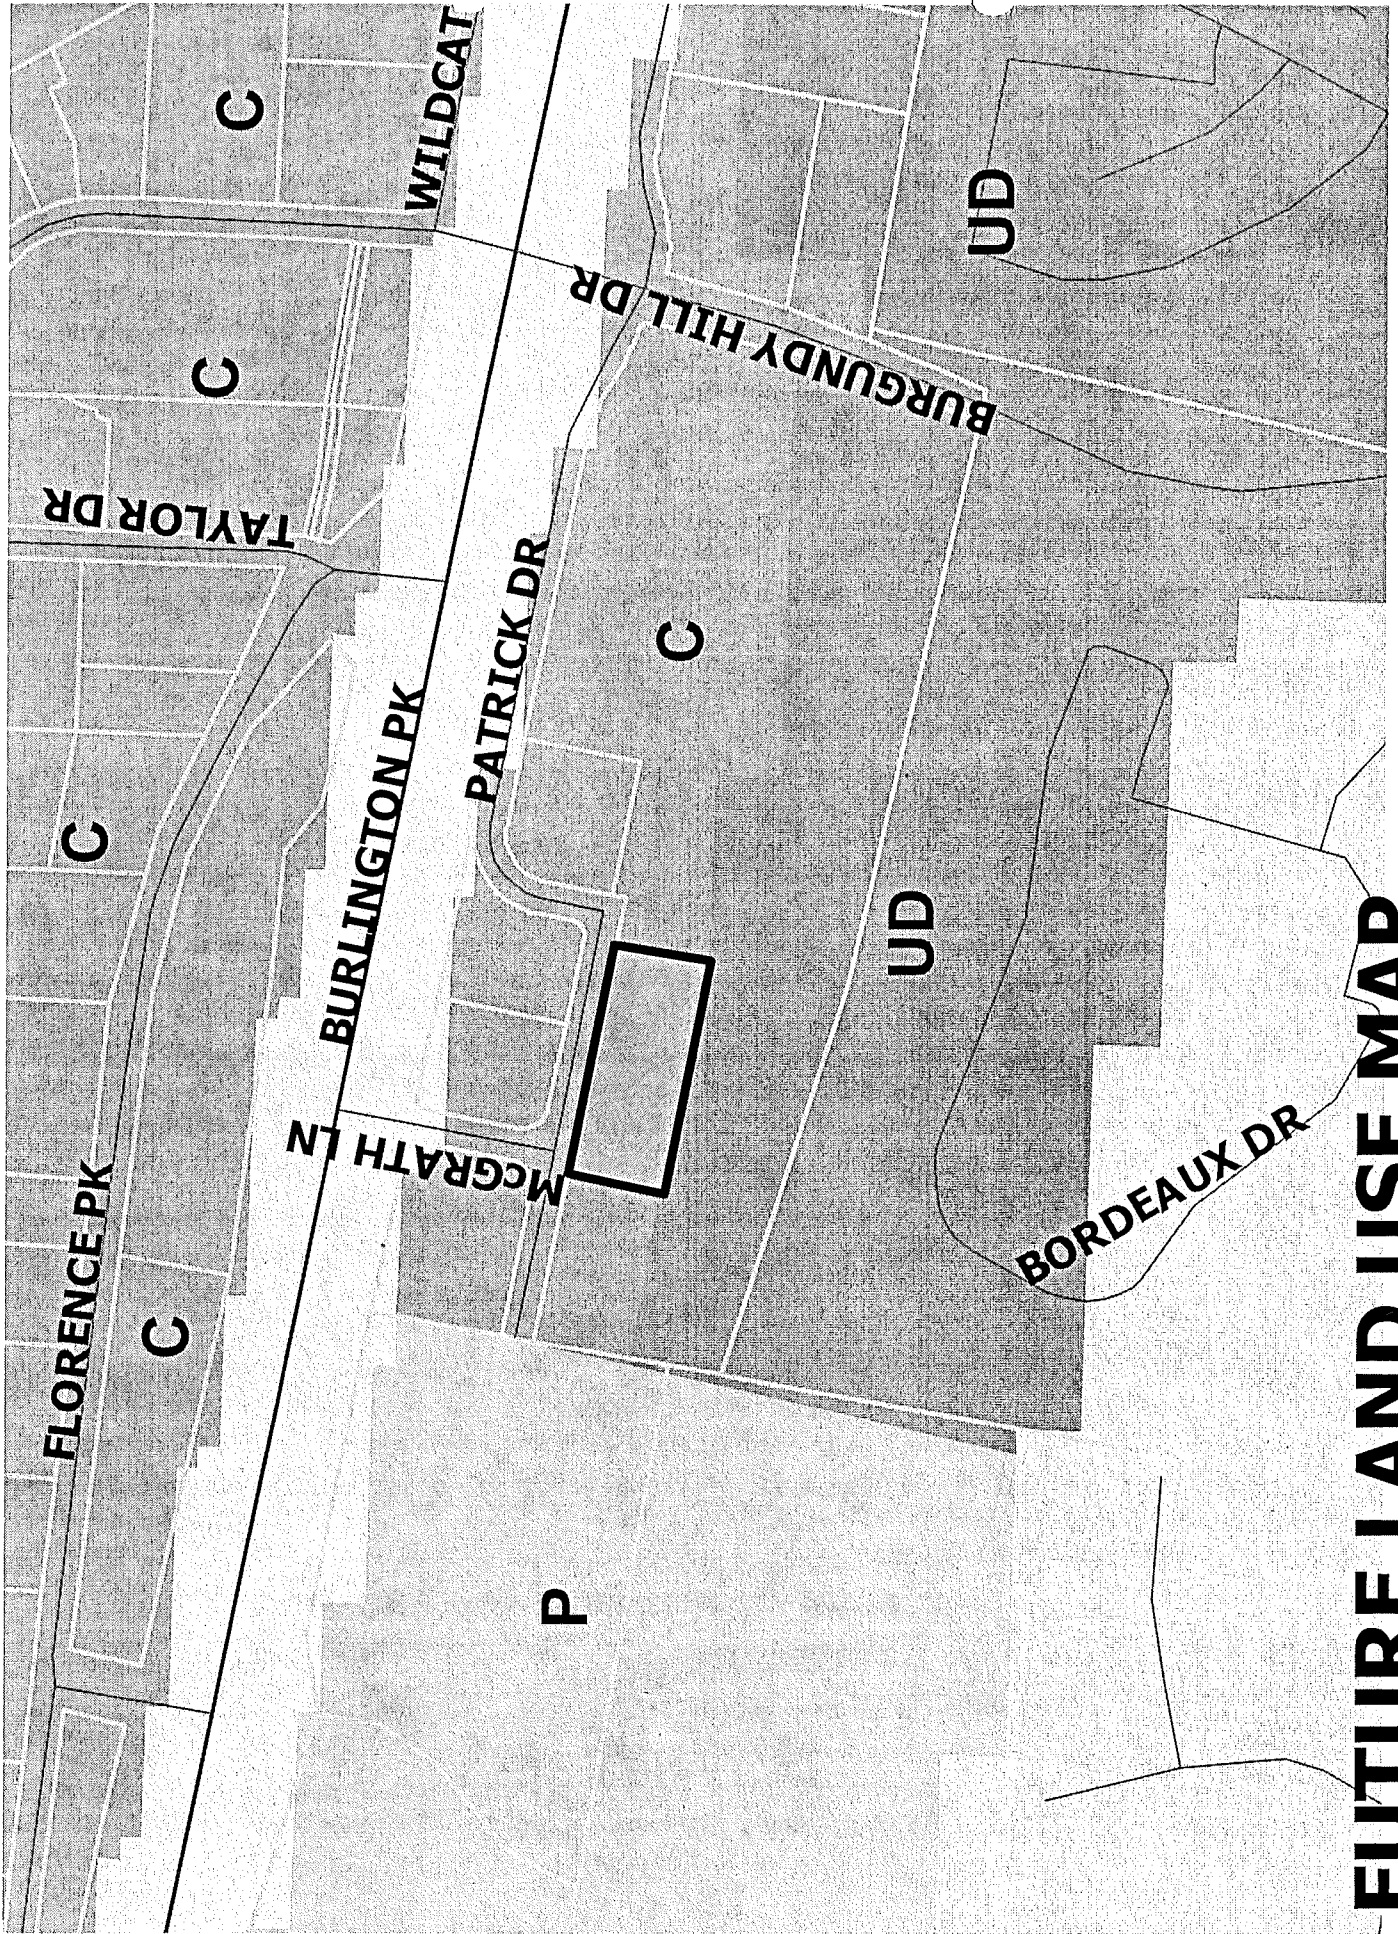 FLORENCE PK
C
TAYLOR DR
C
C
C
BURLINGTON PK
McGRATH LN
WILDCAT
PATRICK DR
P
C
BURGUNDY HILL DR
UD
UD
BORDEAUX DR
FUTURE LAND USE MAP